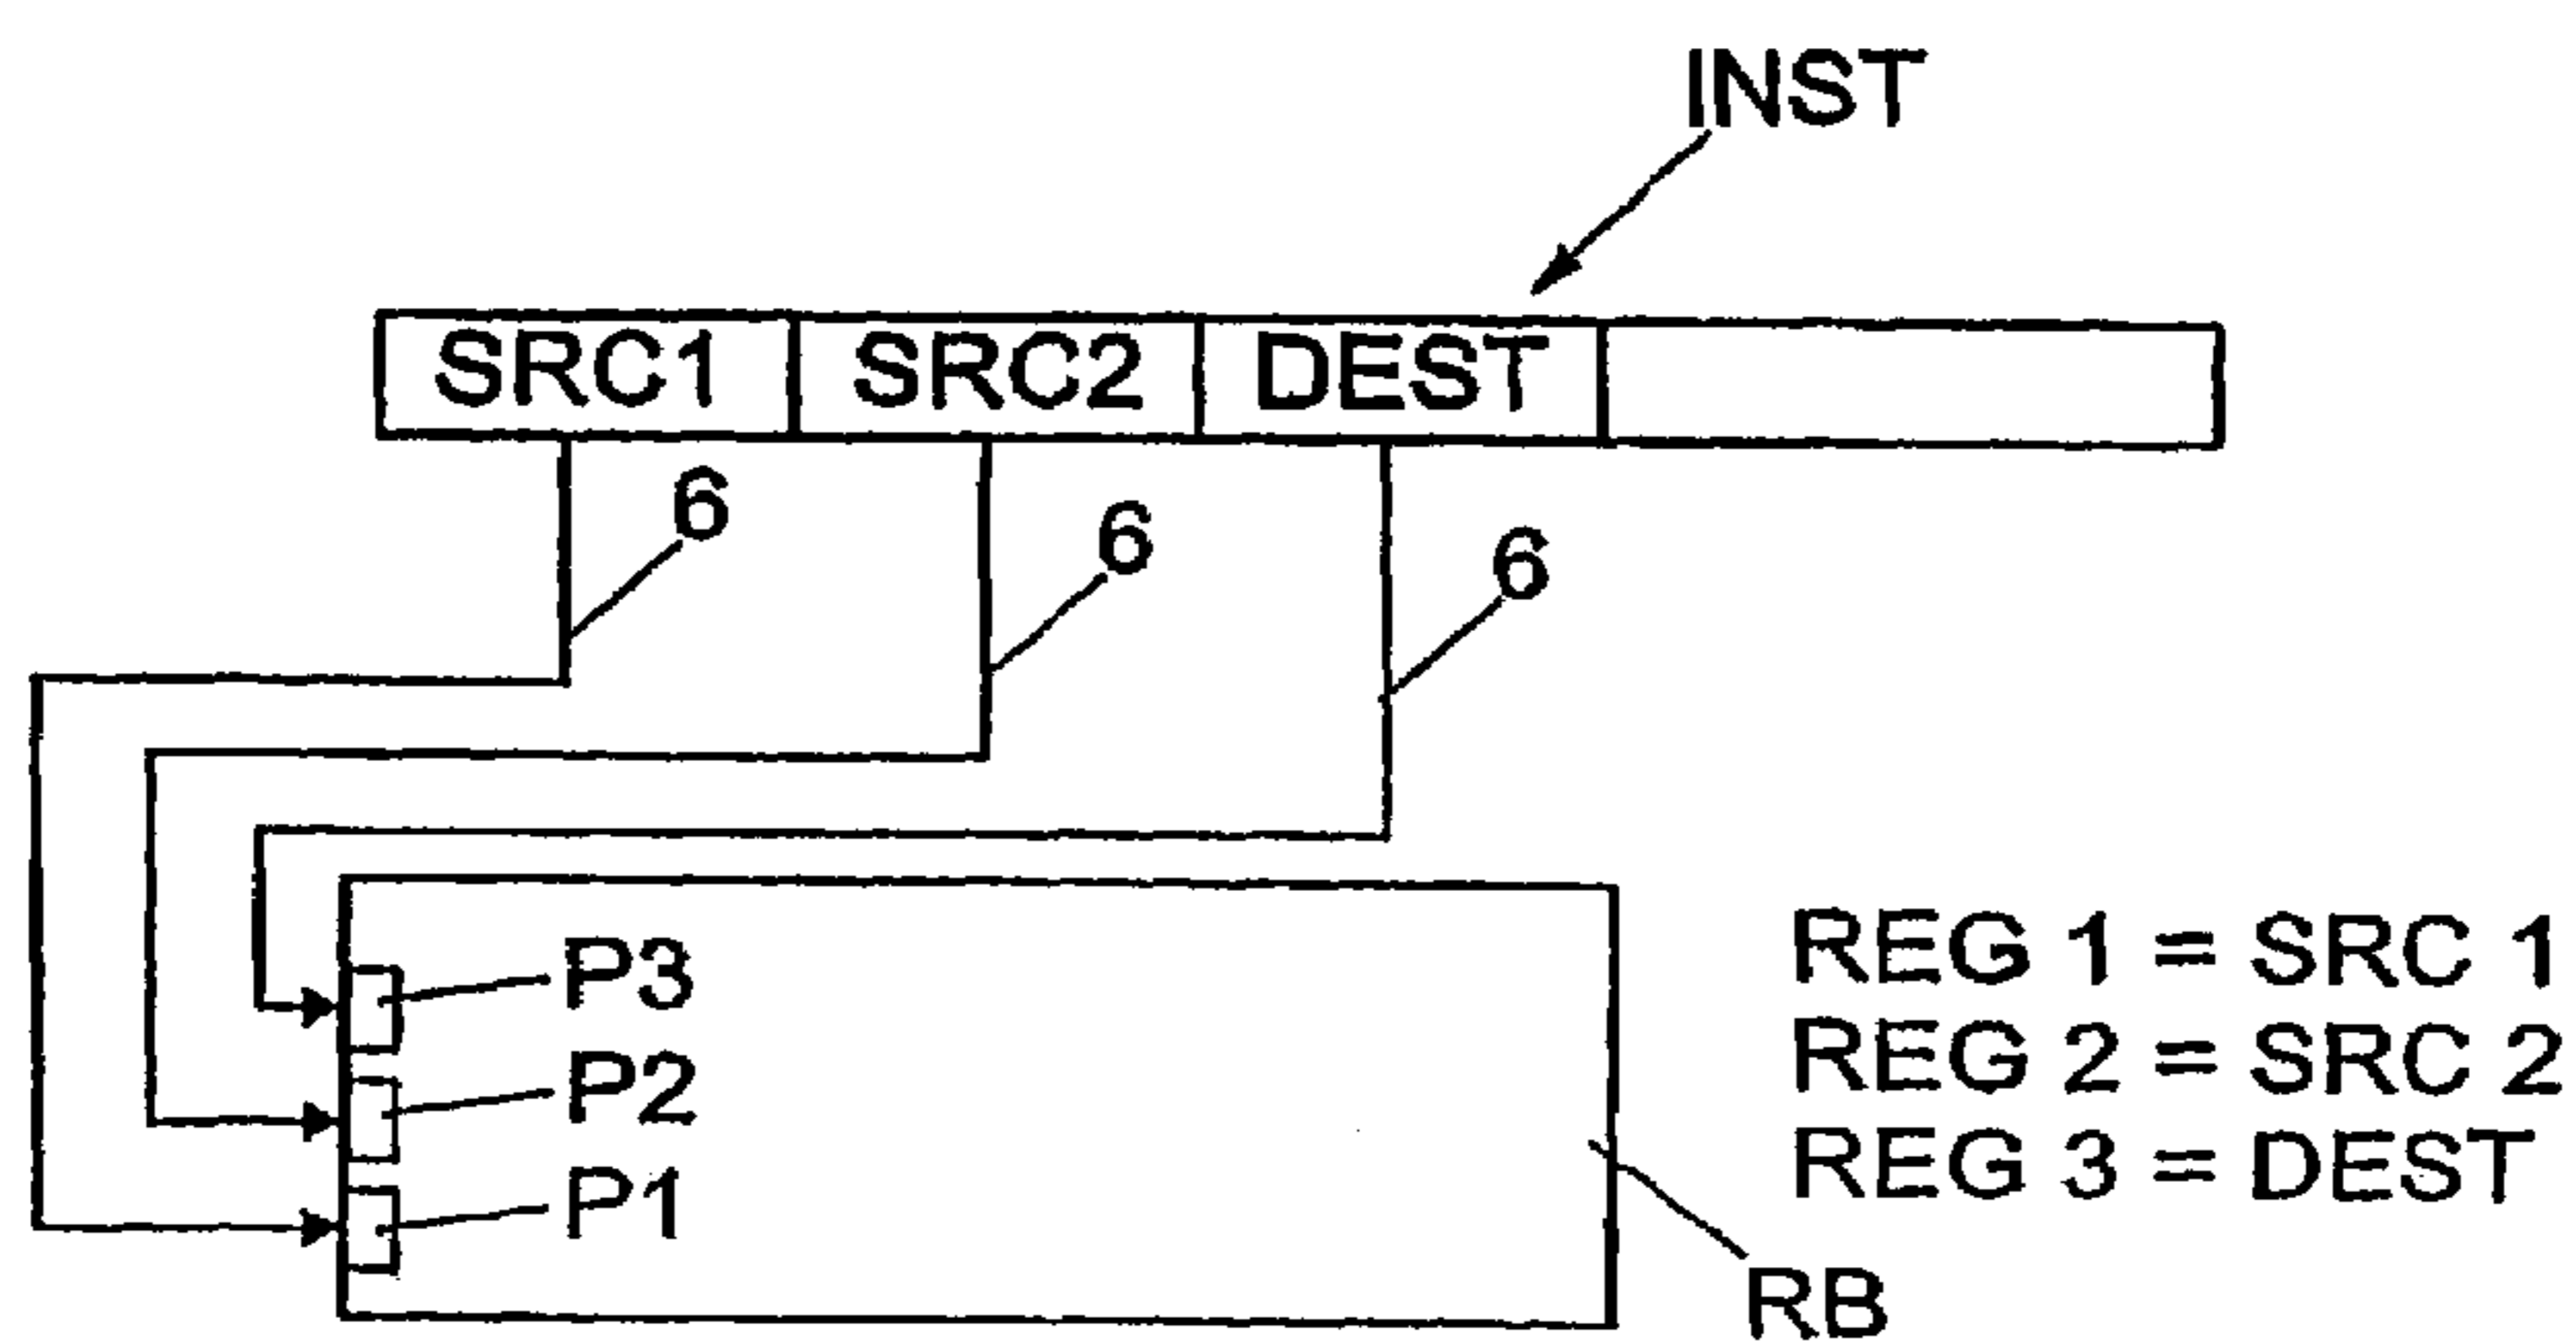 INST
SRC1 SRC2 DEST
6
6
6
P3
P2
P1
REG 1 = SRC 1
REG 2 = SRC 2
REG 3 = DEST
RB